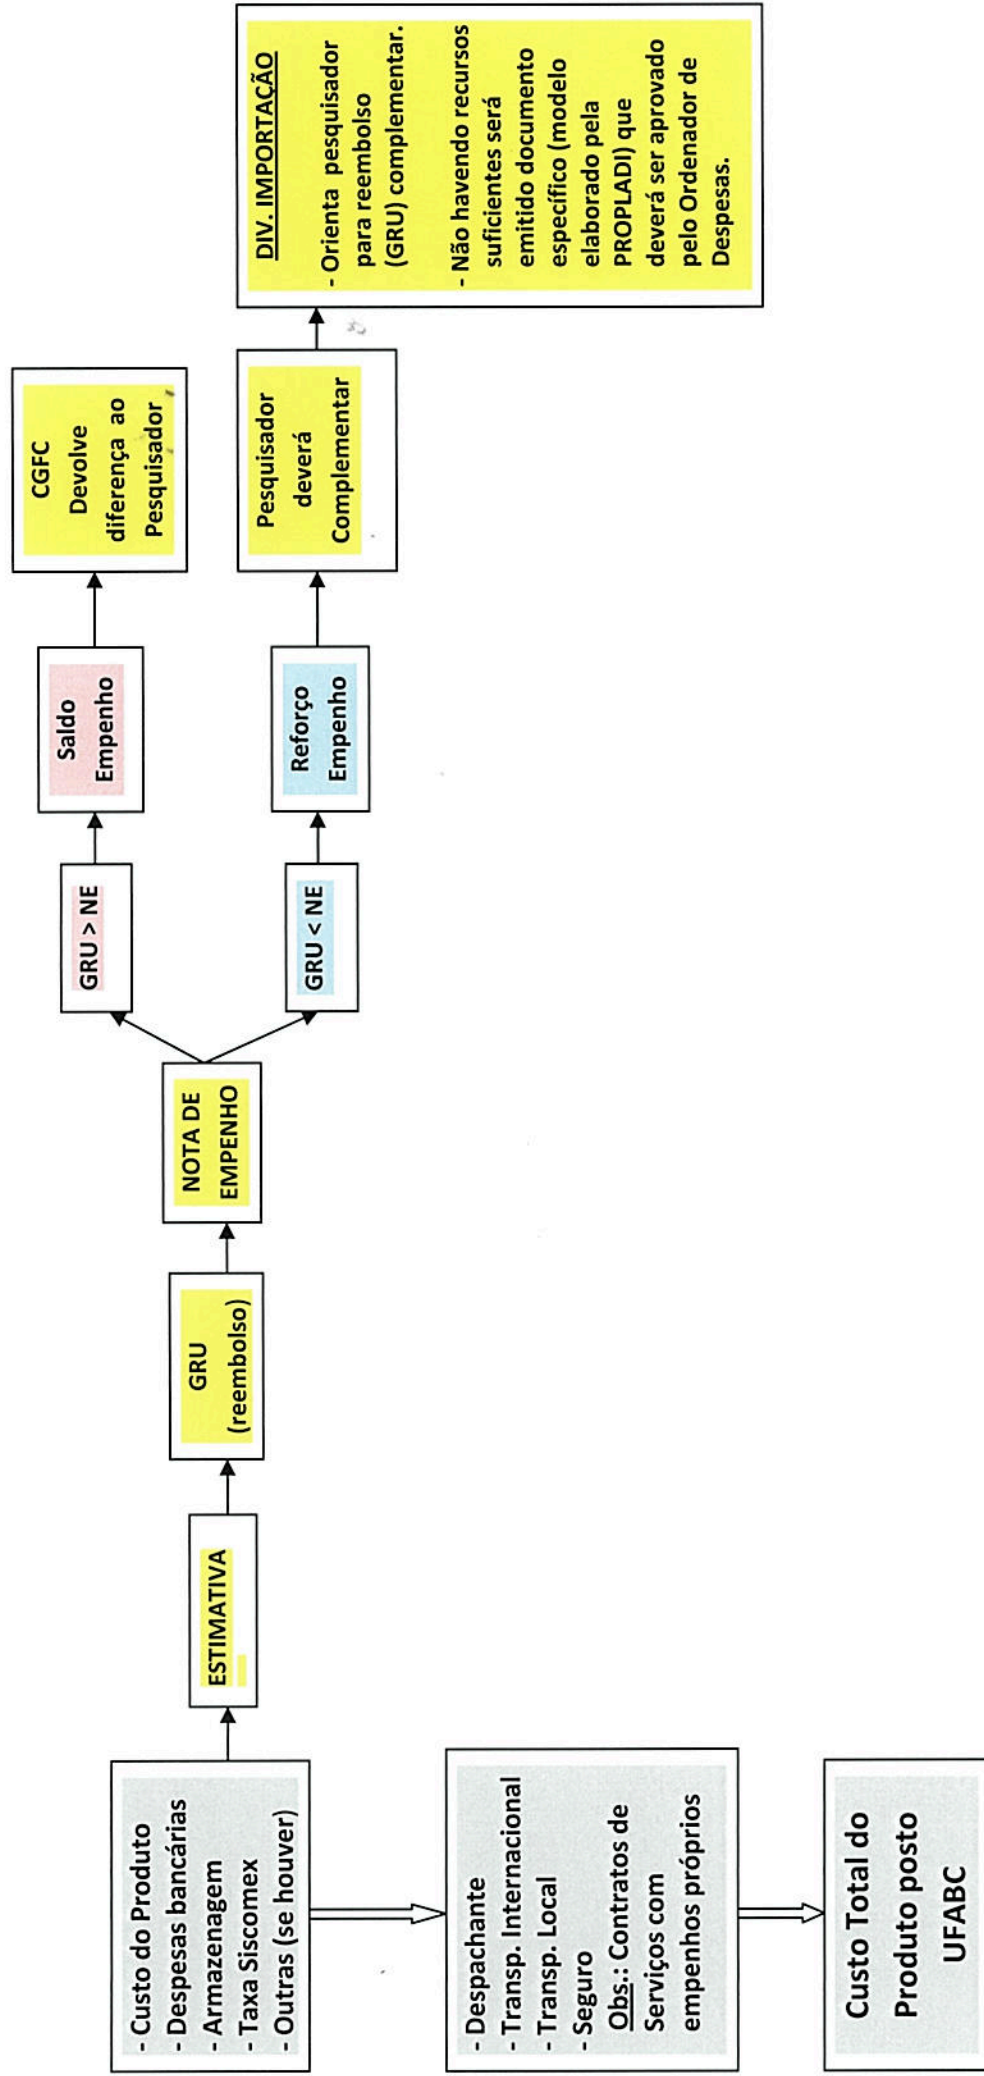 - Custo do Produto
- Despesas bancárias
- Armazenagem
- Taxa Siscomex
- Outras (se houver)
ESTIMATIVA
GRU
(reembolso)
NOTA DE
EMPENHO
GRU > NE
Saldo
Empenho
CGFC
Devolve
diferença ao
Pesquisador
GRU < NE
Reforço
Empenho
Pesquisador
deverá
Complementar
DIV. IMPORTAÇÃO
- Orienta pesquisador
para reembolso
(GRU) complementar.
- Não havendo recursos
suficientes será
emitido documento
específico (modelo
elaborado pela
PROPLADI) que
deverá ser aprovado
pelo Ordenador de
Despesas.
- Despachante
- Transp. Internacional
- Transp. Local
- Seguro
Obs.: Contratos de
Serviços com
empenhos próprios
Custo Total do
Produto posto
UFABC